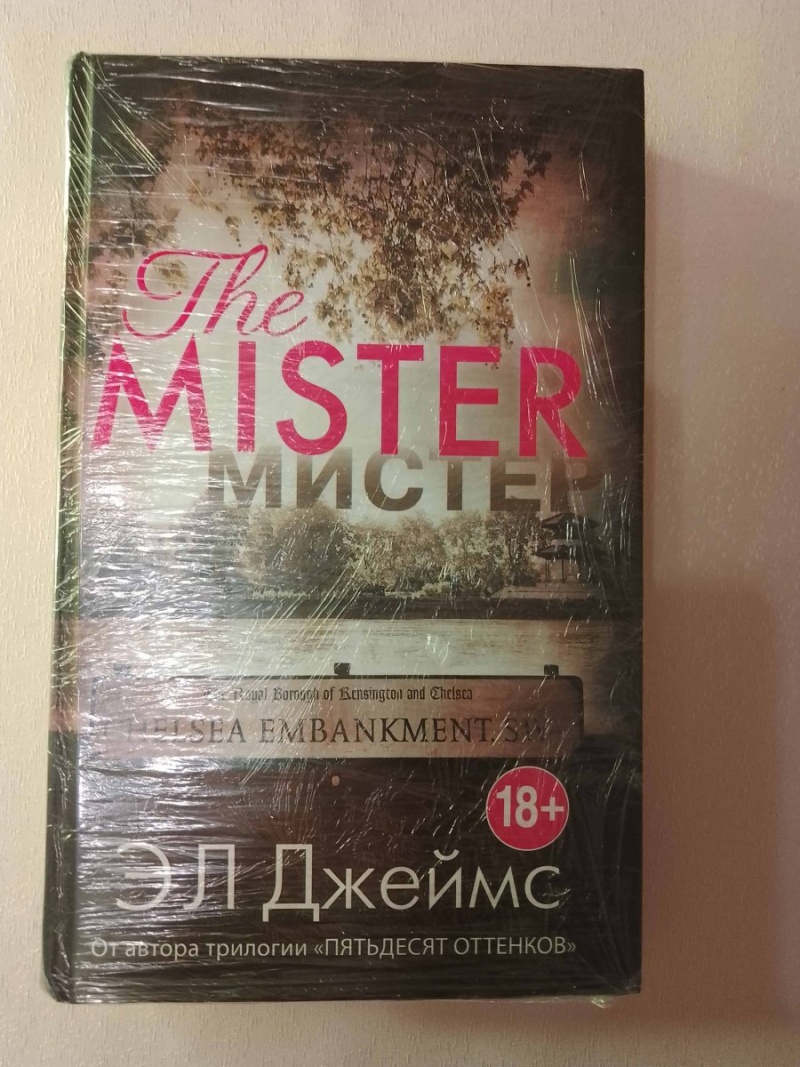 The
MISTER
МИСТЕР
The Royal Borough of Kensington and Chelsea
CHELSEA EMBANKMENT, SW
18+
ЭЛ Джеймс
От автора трилогии «ПЯТЬДЕСЯТ ОТТЕНКОВ»